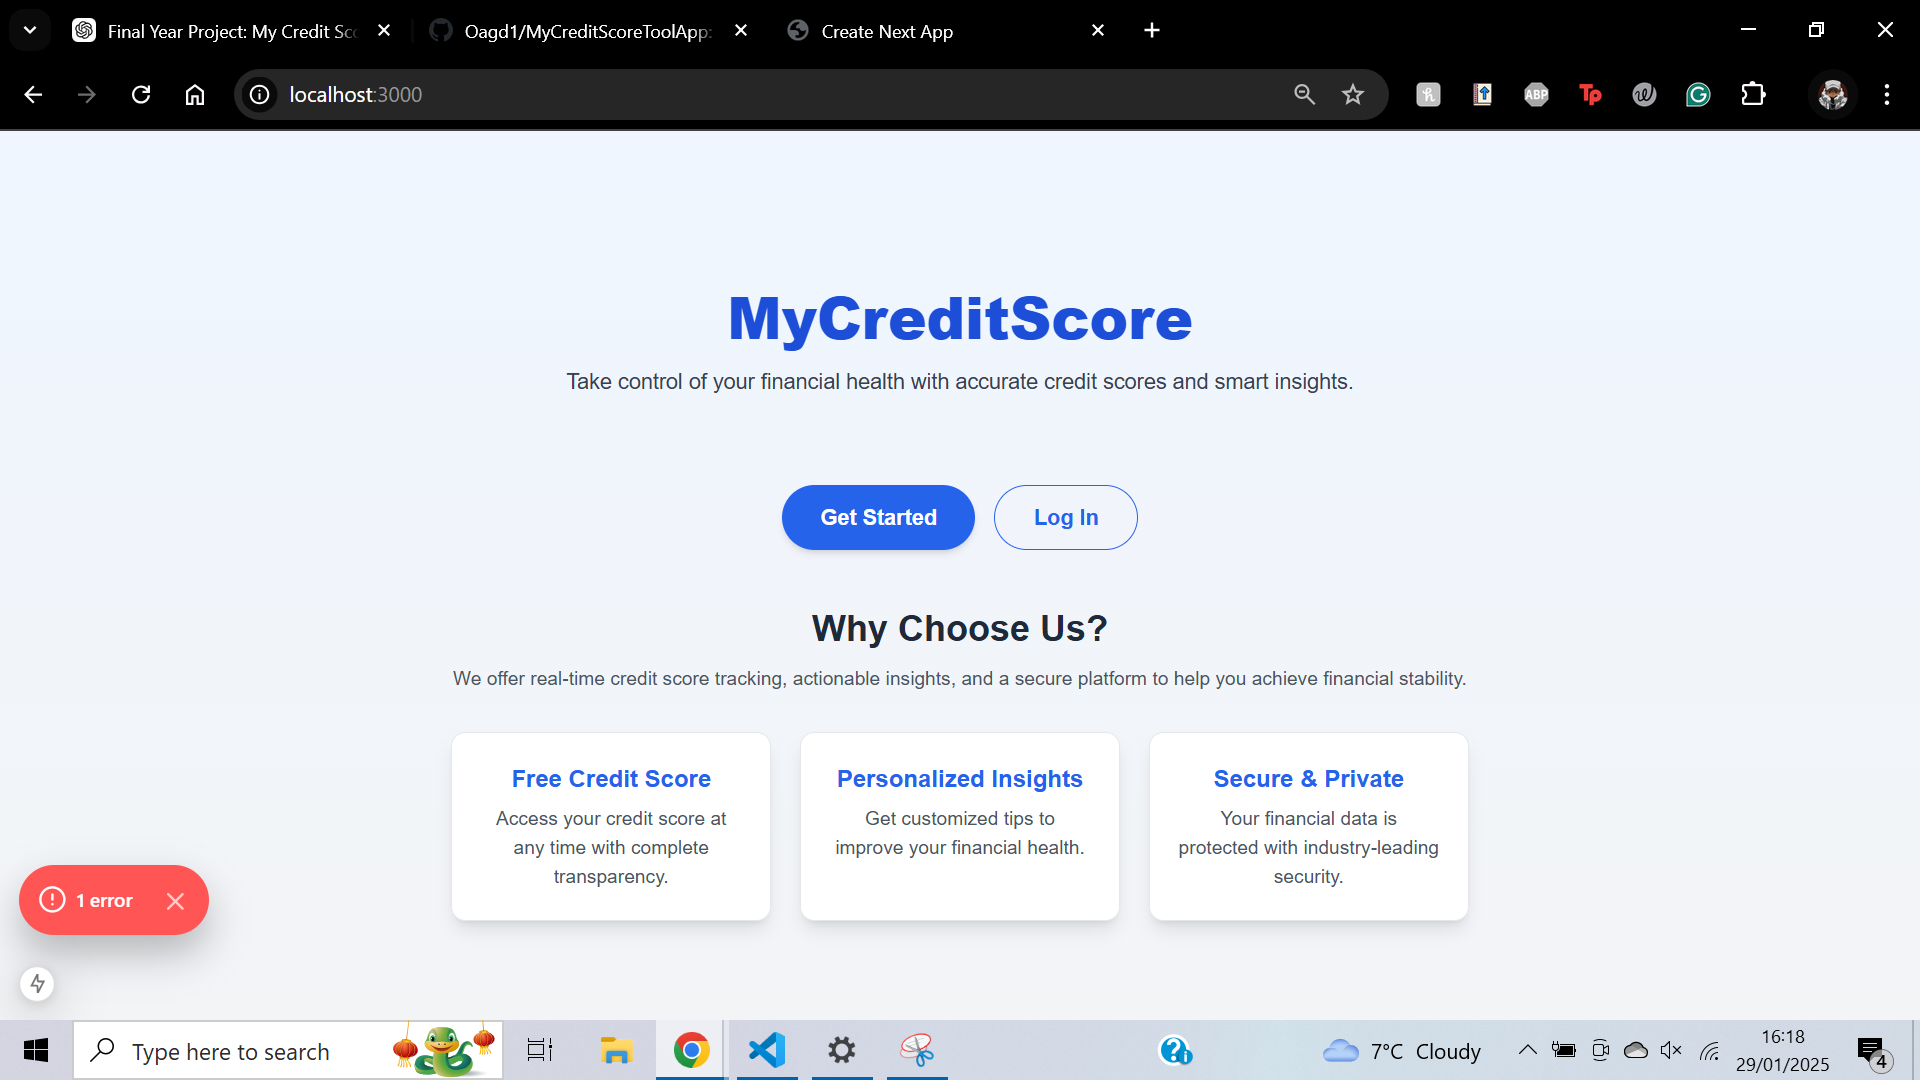 Final Year Project: My Credit Sc
Oagd1/MyCreditScoreToolApp:
Create Next App
localhost:3000
ABP
Tp
MyCreditScore
Take control of your financial health with accurate credit scores and smart insights.
Get Started
Log In
Why Choose Us?
We offer real-time credit score tracking, actionable insights, and a secure platform to help you achieve financial stability.
Free Credit Score
Access your credit score at
any time with complete
transparency.
Personalized Insights
Get customized tips to
improve your financial health.
Secure & Private
Your financial data is
protected with industry-leading
security.
1 error
Type here to search
7°C Cloudy
16:18
29/01/2025
4